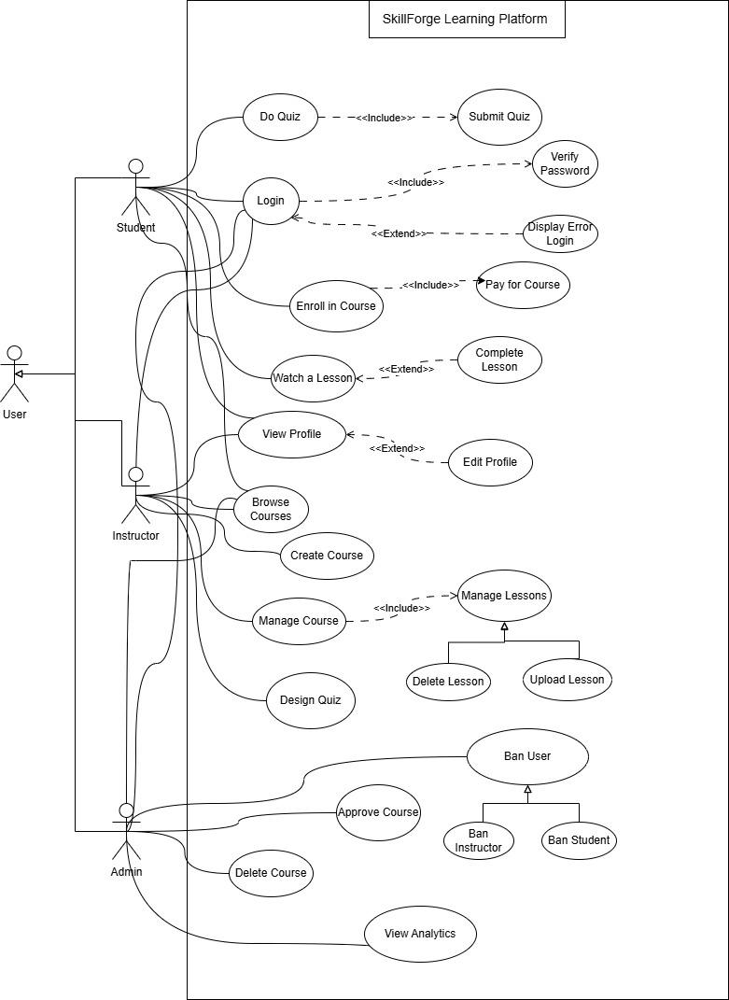 SkillForge Learning Platform
Do Quiz
<<Include>>
Submit Quiz
Verify
Password
<<Include>>
Student
Login
Display Error
Login
<<Extend>>
Enroll in Course
<<Include>>
Pay for Course
Complete
Lesson
<<Extend>>
Watch a Lesson
User
View Profile
<<Extend>>
Edit Profile
Browse
Courses
Instructor
Create Course
Manage Lessons
<<Include>>
Manage Course
Delete Lesson
Upload Lesson
Design Quiz
Ban User
Approve Course
Ban
Instructor
Ban Student
Admin
Delete Course
View Analytics